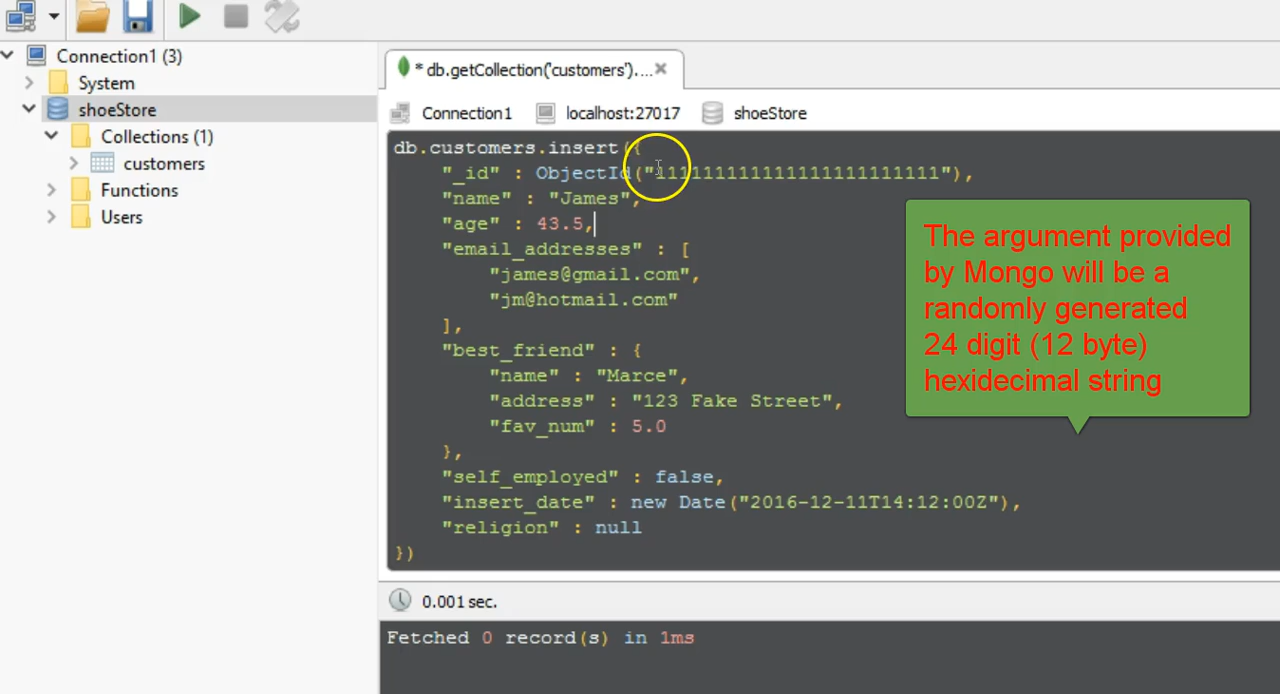 Connection1 (3)
System
shoeStore
Collections (1)
customers
Functions
Users
* db.getCollection('customers'). ...
Connection1 localhost:27017 shoeStore
db.customers.insert({
"_id" : ObjectId("111111111111111111111111"),
"name" : "James",
"age" : 43.5,
"email_addresses" : [
"james@gmail.com",
"jm@hotmail.com"
],
"best_friend" : {
"name" : "Marce",
"address" : "123 Fake Street",
"fav_num" : 5.0
},
"self_employed" : false,
"insert_date" : new Date("2016-12-11T14:12:00Z"),
"religion" : null
})
The argument provided
by Mongo will be a
randomly generated
24 digit (12 byte)
hexidecimal string
0.001 sec.
Fetched 0 record(s) in 1ms